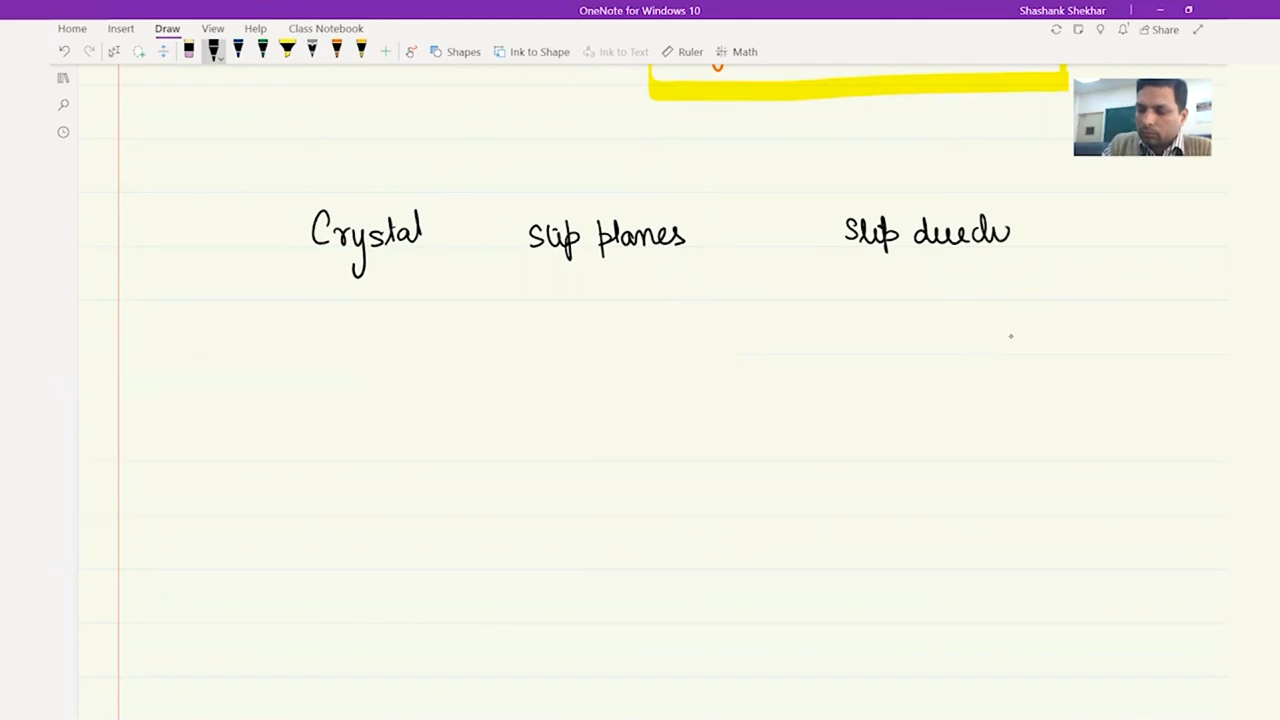 OneNote for Windows 10
Shashank Shekhar
Home Insert Draw View Help Class Notebook
Share
Shapes Ink to Shape Ink to Text Ruler Math
Crystal Slip planes Slip